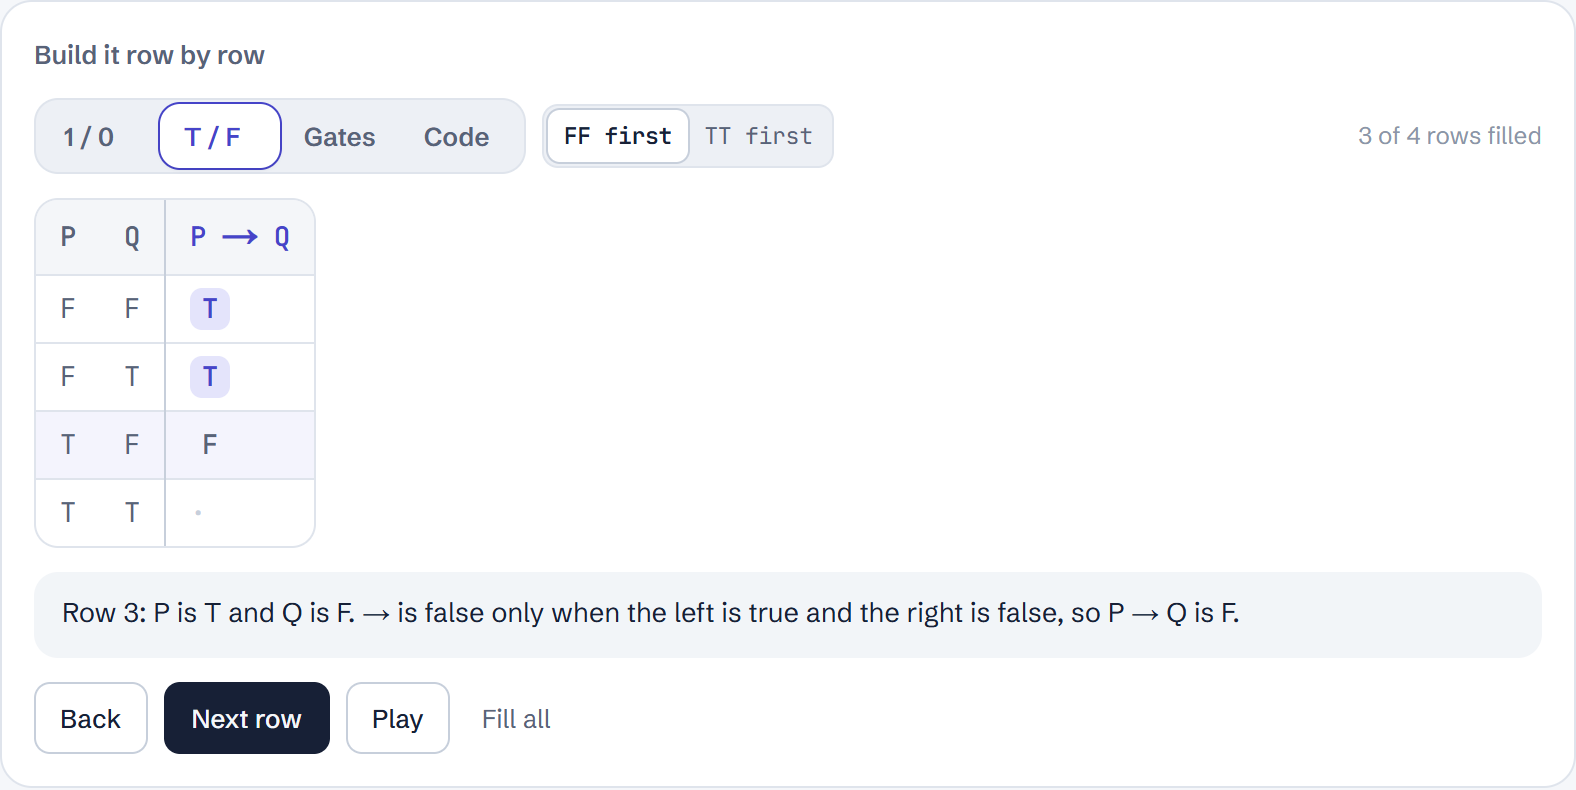 Build it row by row
1 / 0 T / F Gates Code FF first TT first 3 of 4 rows filled
P Q P → Q
F F T
F T T
T F F
T T ·
Row 3: P is T and Q is F. → is false only when the left is true and the right is false, so P → Q is F.
Back Next row Play Fill all